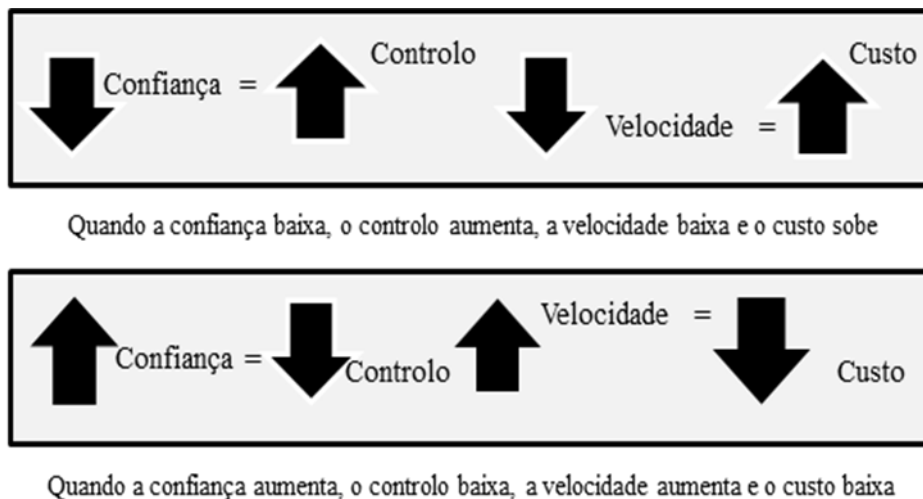 Confiança = Controlo Velocidade = Custo
Quando a confiança baixa, o controlo aumenta, a velocidade baixa e o custo sobe
Confiança = Controlo Velocidade = Custo
Quando a confiança aumenta, o controlo baixa, a velocidade aumenta e o custo baixa